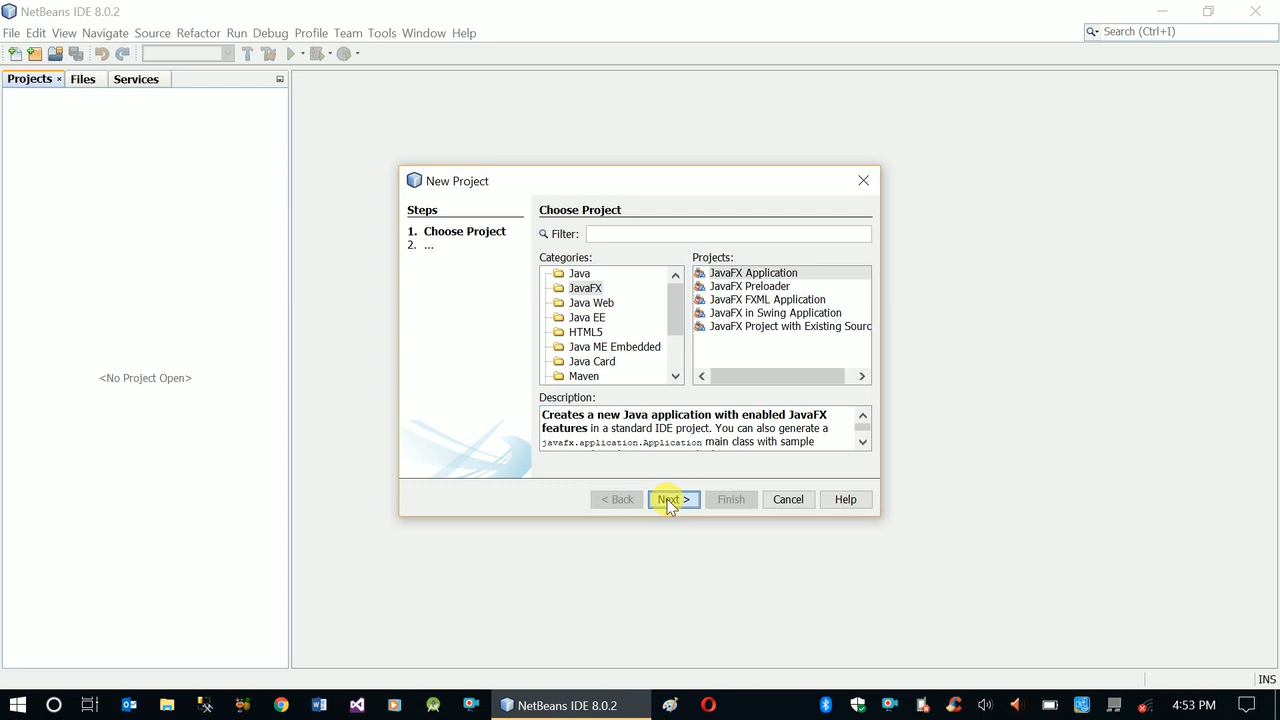 NetBeans IDE 8.0.2
File Edit View Navigate Source Refactor Run Debug Profile Team Tools Window Help
Search (Ctrl+I)
Projects Files Services
<No Project Open>
New Project
Steps
1. Choose Project
2. ...
Choose Project
Filter:
Categories:
Java
JavaFX
Java Web
Java EE
HTML5
Java ME Embedded
Java Card
Maven
Projects:
JavaFX Application
JavaFX Preloader
JavaFX FXML Application
JavaFX in Swing Application
JavaFX Project with Existing Sourc
Description:
Creates a new Java application with enabled JavaFX
features in a standard IDE project. You can also generate a
javafx.application.Application main class with sample
< Back Next > Finish Cancel Help
INS
NetBeans IDE 8.0.2
4:53 PM